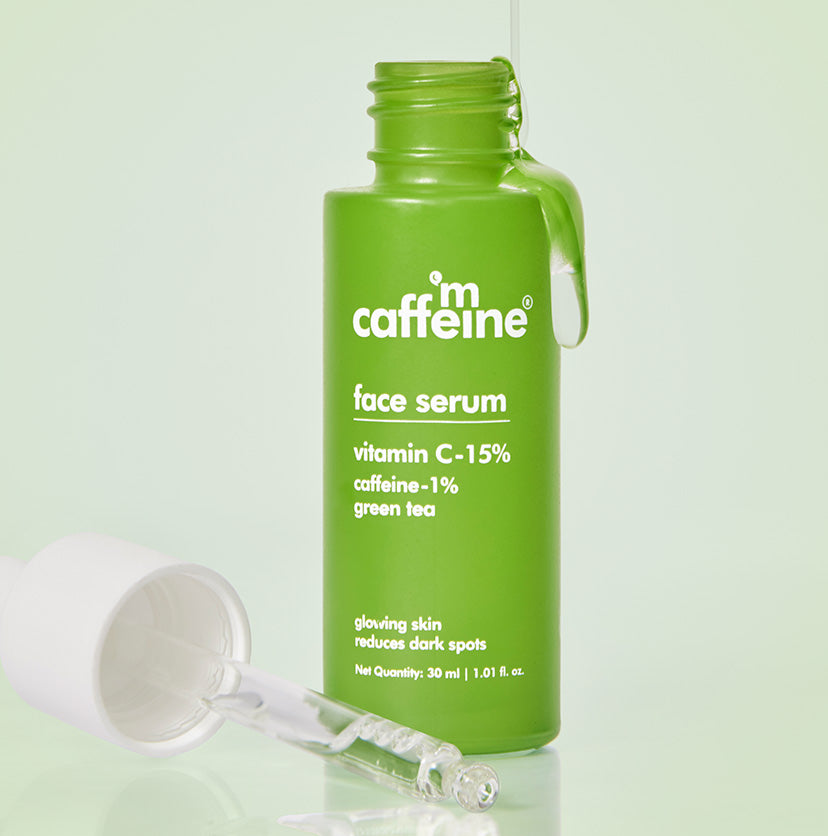 'm
caffeine®
face serum
vitamin C-15%
caffeine-1%
green tea
glowing skin
reduces dark spots
Net Quantity: 30 ml | 1.01 fl. oz.